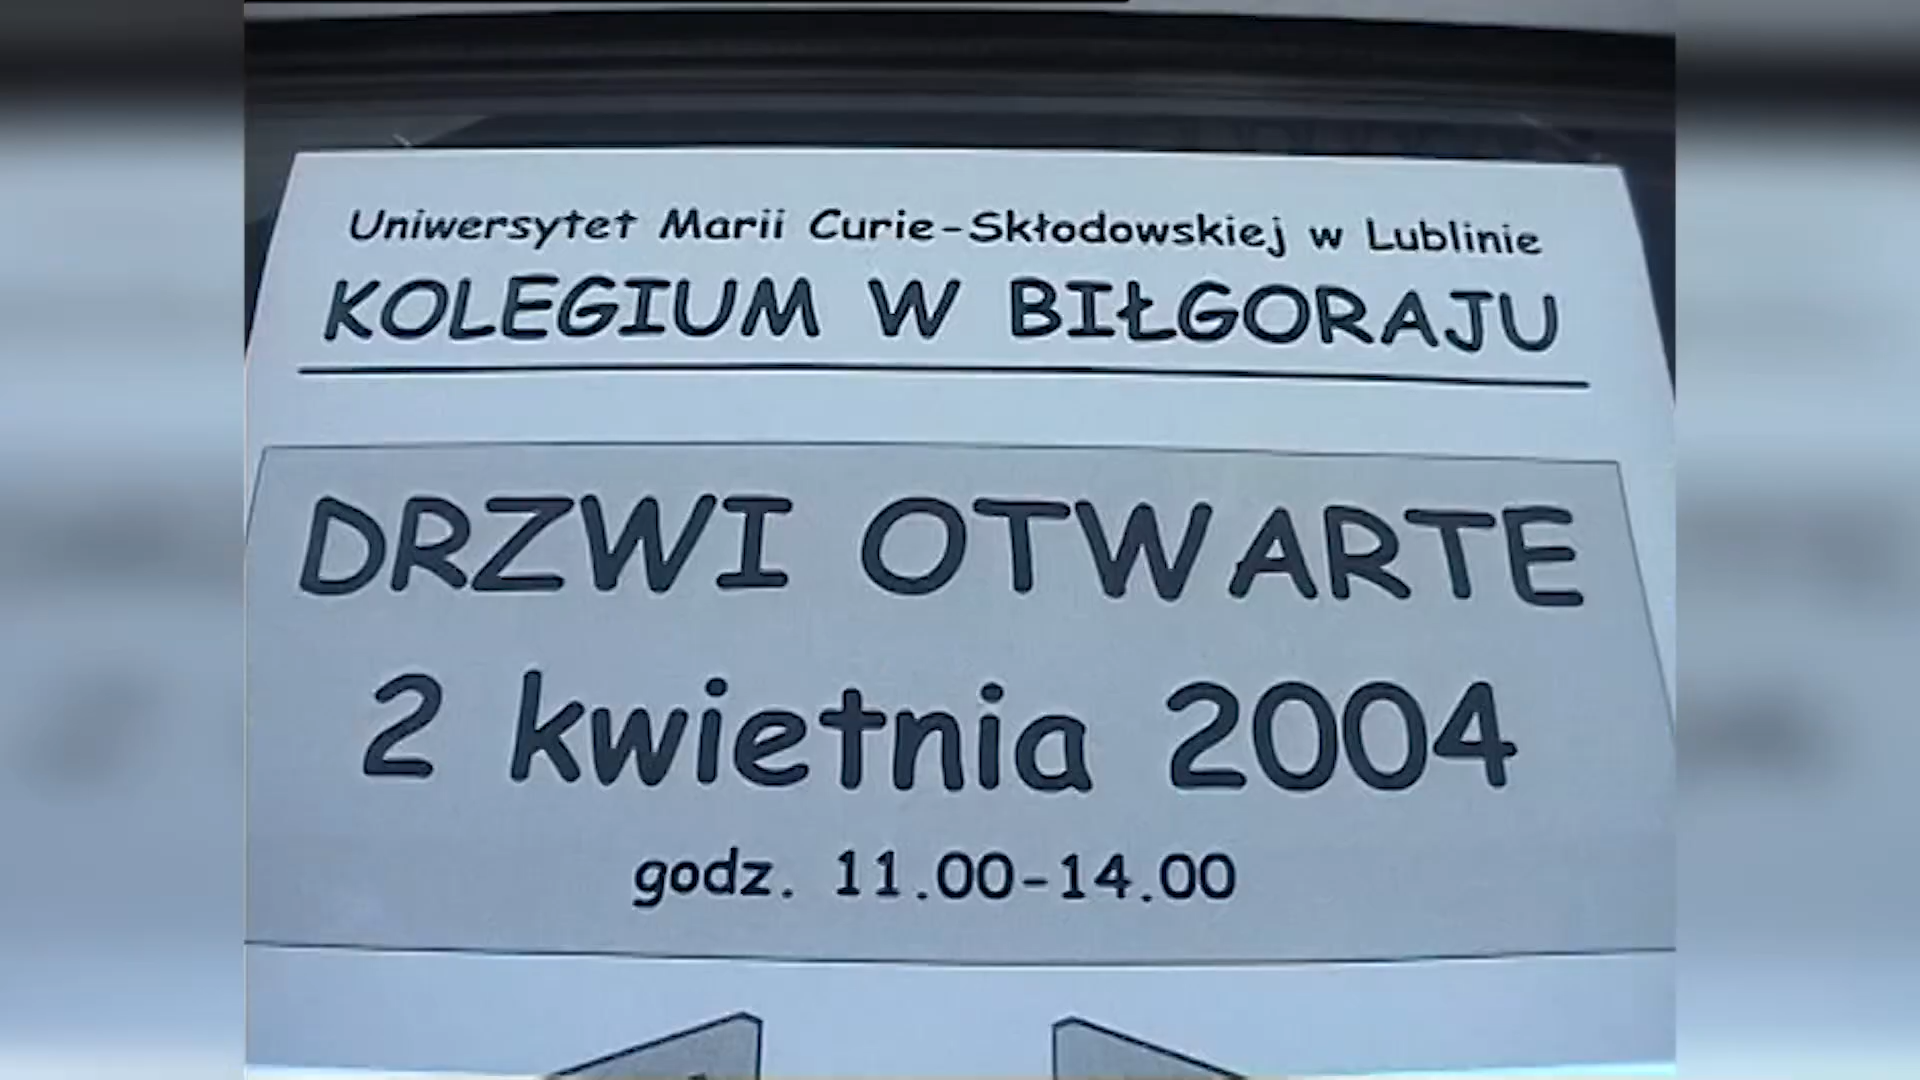 Uniwersytet Marii Curie-Skłodowskiej w Lublinie
KOLEGIUM W BIŁGORAJU
DRZWI OTWARTE
2 kwietnia 2004
godz. 11.00-14.00